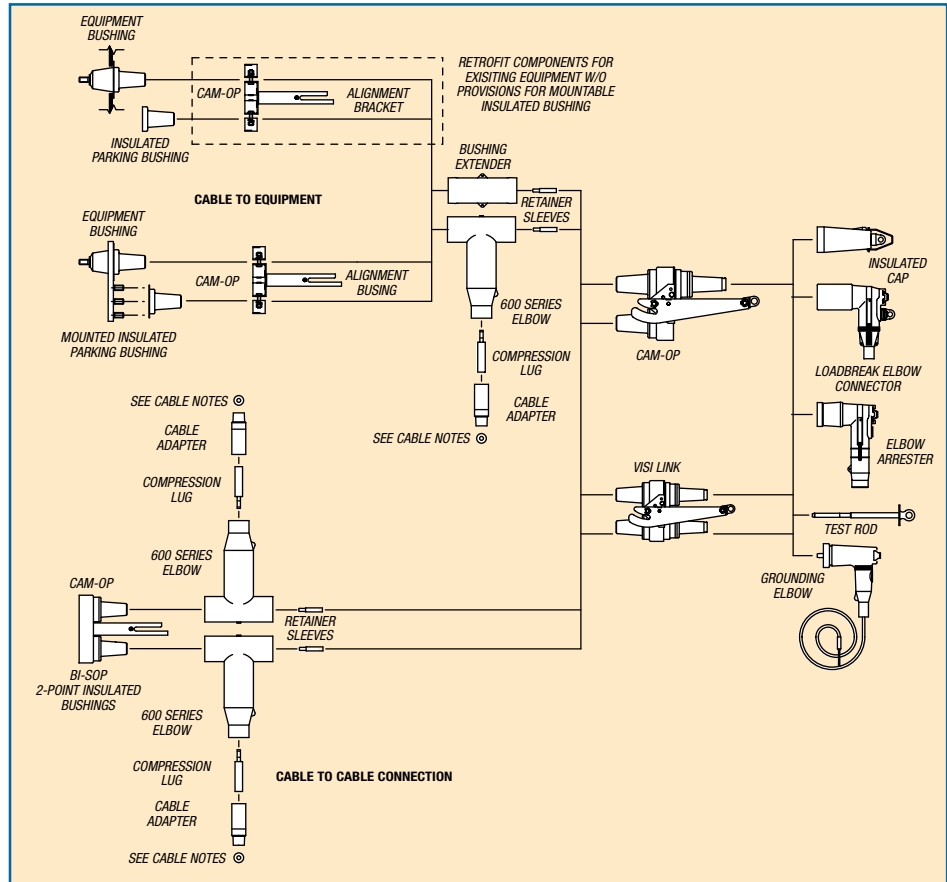 EQUIPMENT
BUSHING
CAM-OP
ALIGNMENT
BRACKET
INSULATED
PARKING BUSHING
RETROFIT COMPONENTS FOR
EXISITING EQUIPMENT W/O
PROVISIONS FOR MOUNTABLE
INSULATED BUSHING
CABLE TO EQUIPMENT
BUSHING
EXTENDER
RETAINER
SLEEVES
EQUIPMENT
BUSHING
CAM-OP
ALIGNMENT
BUSING
MOUNTED INSULATED
PARKING BUSHING
600 SERIES
ELBOW
COMPRESSION
LUG
CABLE
ADAPTER
SEE CABLE NOTES
CAM-OP
INSULATED
CAP
LOADBREAK ELBOW
CONNECTOR
ELBOW
ARRESTER
VISI LINK
TEST ROD
GROUNDING
ELBOW
SEE CABLE NOTES
CABLE
ADAPTER
COMPRESSION
LUG
600 SERIES
ELBOW
CAM-OP
RETAINER
SLEEVES
BI-SOP
2-POINT INSULATED
BUSHINGS
600 SERIES
ELBOW
COMPRESSION
LUG
CABLE TO CABLE CONNECTION
CABLE
ADAPTER
SEE CABLE NOTES